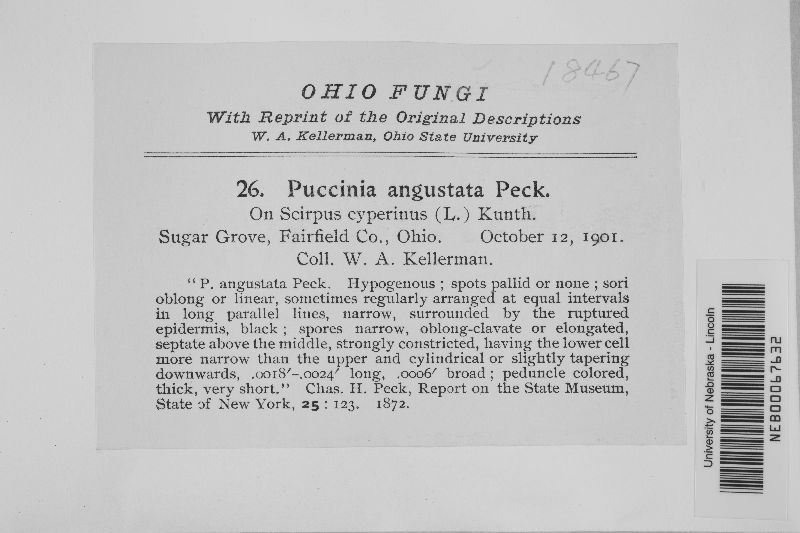 18467
OHIO FUNGI
With Reprint of the Original Descriptions
W. A. Kellerman, Ohio State University
26. Puccinia angustata Peck.
On Scirpus cyperinus (L.) Kunth.
Sugar Grove, Fairfield Co., Ohio. October 12, 1901.
Coll. W. A. Kellerman.
“P. angustata Peck. Hypogenous; spots pallid or none; sori
oblong or linear, sometimes regularly arranged at equal intervals
in long parallel lines, narrow, surrounded by the ruptured
epidermis, black; spores narrow, oblong-clavate or elongated,
septate above the middle, strongly constricted, having the lower cell
more narrow than the upper and cylindrical or slightly tapering
downwards, .0018′–.0024′ long, .0006′ broad; peduncle colored,
thick, very short.” Chas. H. Peck, Report on the State Museum,
State of New York, 25: 123. 1872.
University of Nebraska - Lincoln
NEB00067632